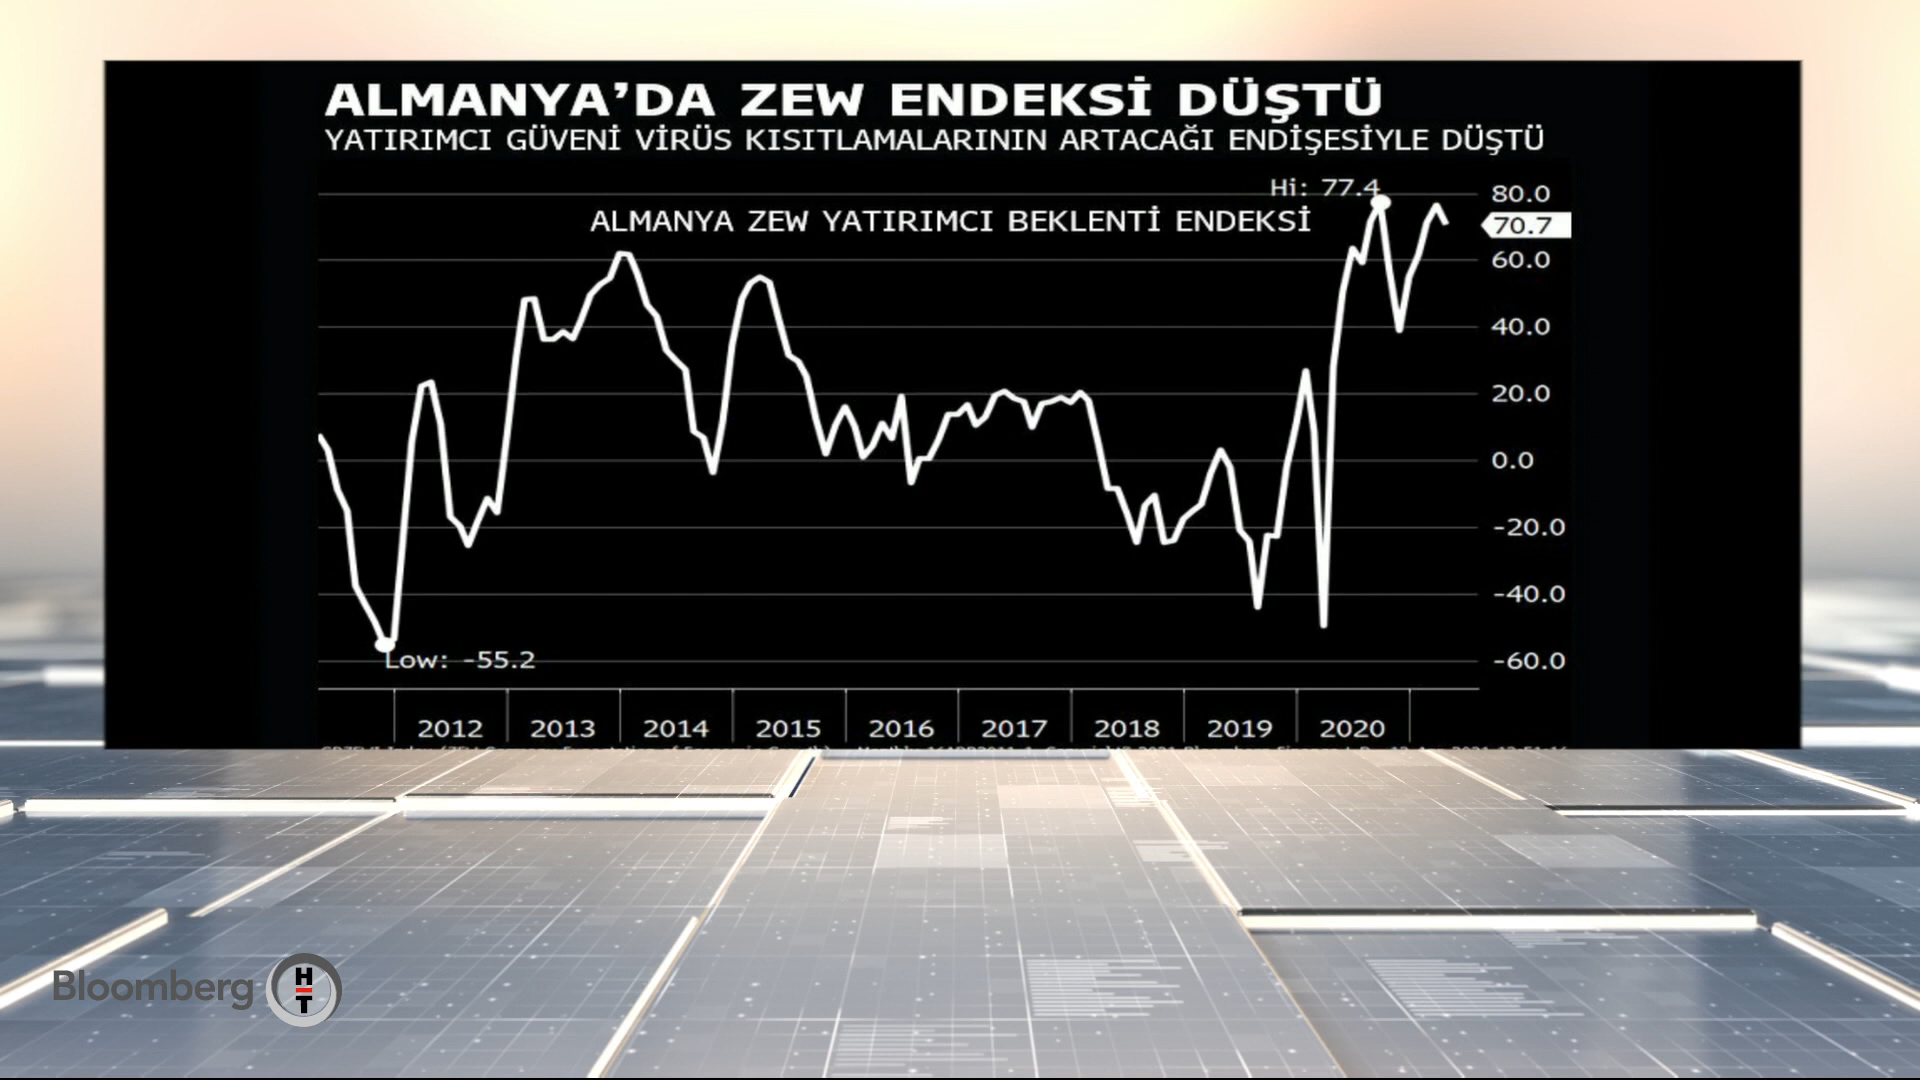 ALMANYA’DA ZEW ENDEKSİ DÜŞTÜ
YATIRIMCI GÜVENİ VİRÜS KISITLAMALARININ ARTACAĞI ENDİŞESİYLE DÜŞTÜ
Hi: 77.4
80.0
ALMANYA ZEW YATIRIMCI BEKLENTİ ENDEKSİ
70.7
60.0
40.0
20.0
0.0
-20.0
-40.0
Low: -55.2
-60.0
2012 2013 2014 2015 2016 2017 2018 2019 2020
Bloomberg HT